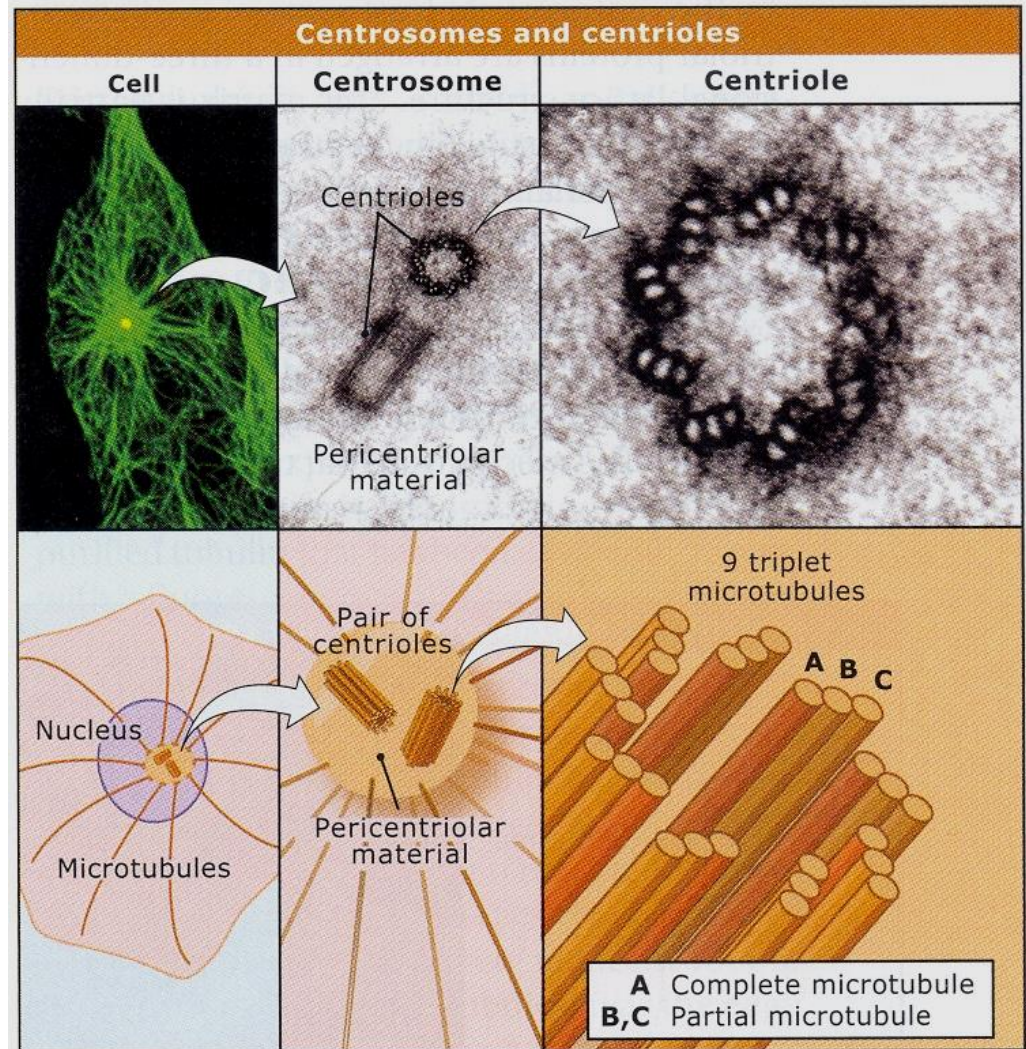 Centrosomes and centrioles
Cell
Centrosome
Centriole
Centrioles
Pericentriolar
material
Nucleus
Microtubules
Pair of
centrioles
Pericentriolar
material
9 triplet
microtubules
A B C
A Complete microtubule
B,C Partial microtubule